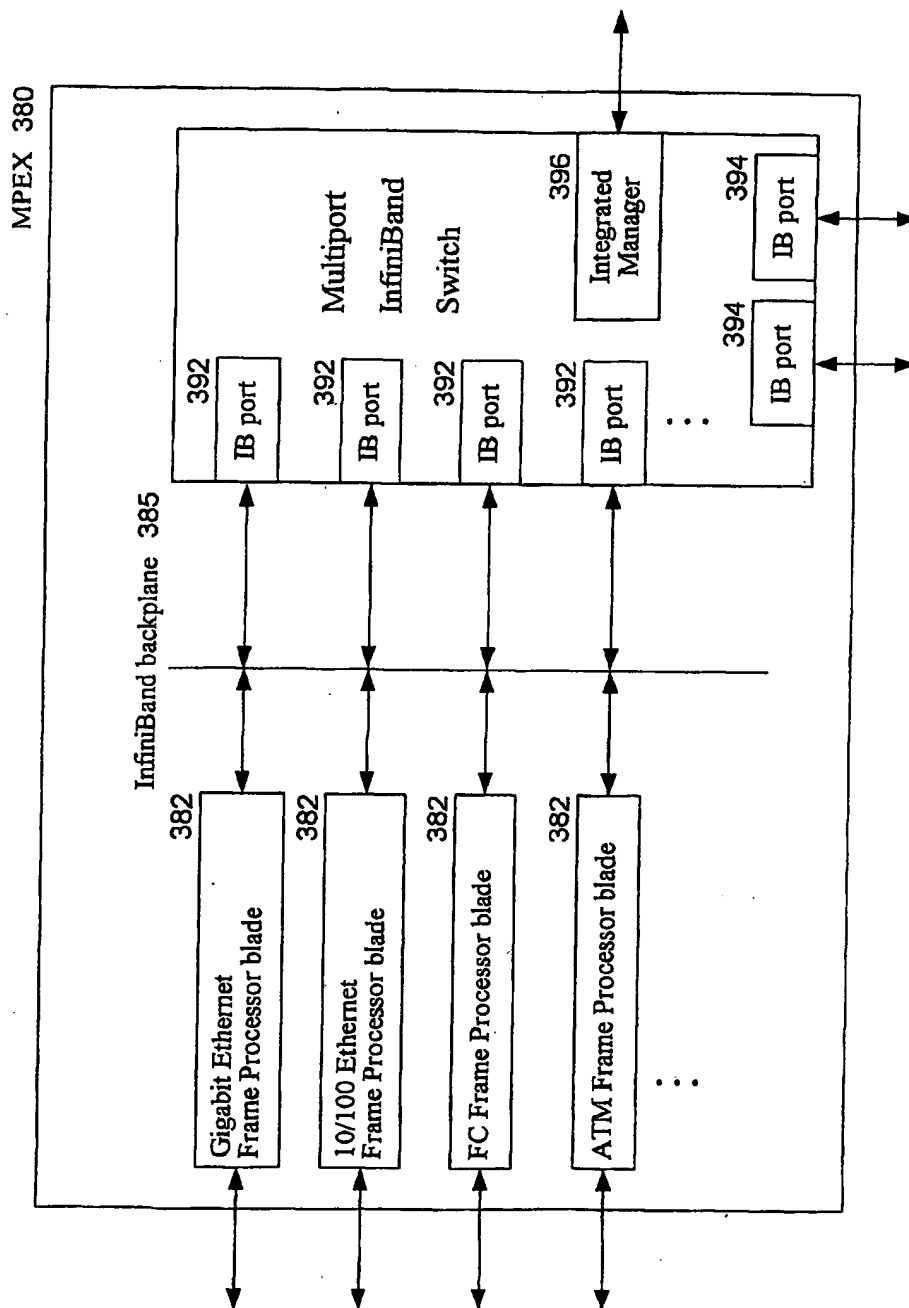 MPEX 380
InfiniBand backplane 385
382
Gigabit Ethernet
Frame Processor blade
382
10/100 Ethernet
Frame Processor blade
382
FC Frame Processor blade
382
ATM Frame Processor blade
...
392
IB port
392
IB port
392
IB port
392
IB port
...
Multiport
InfiniBand
Switch
396
Integrated
Manager
394
IB port
394
IB port